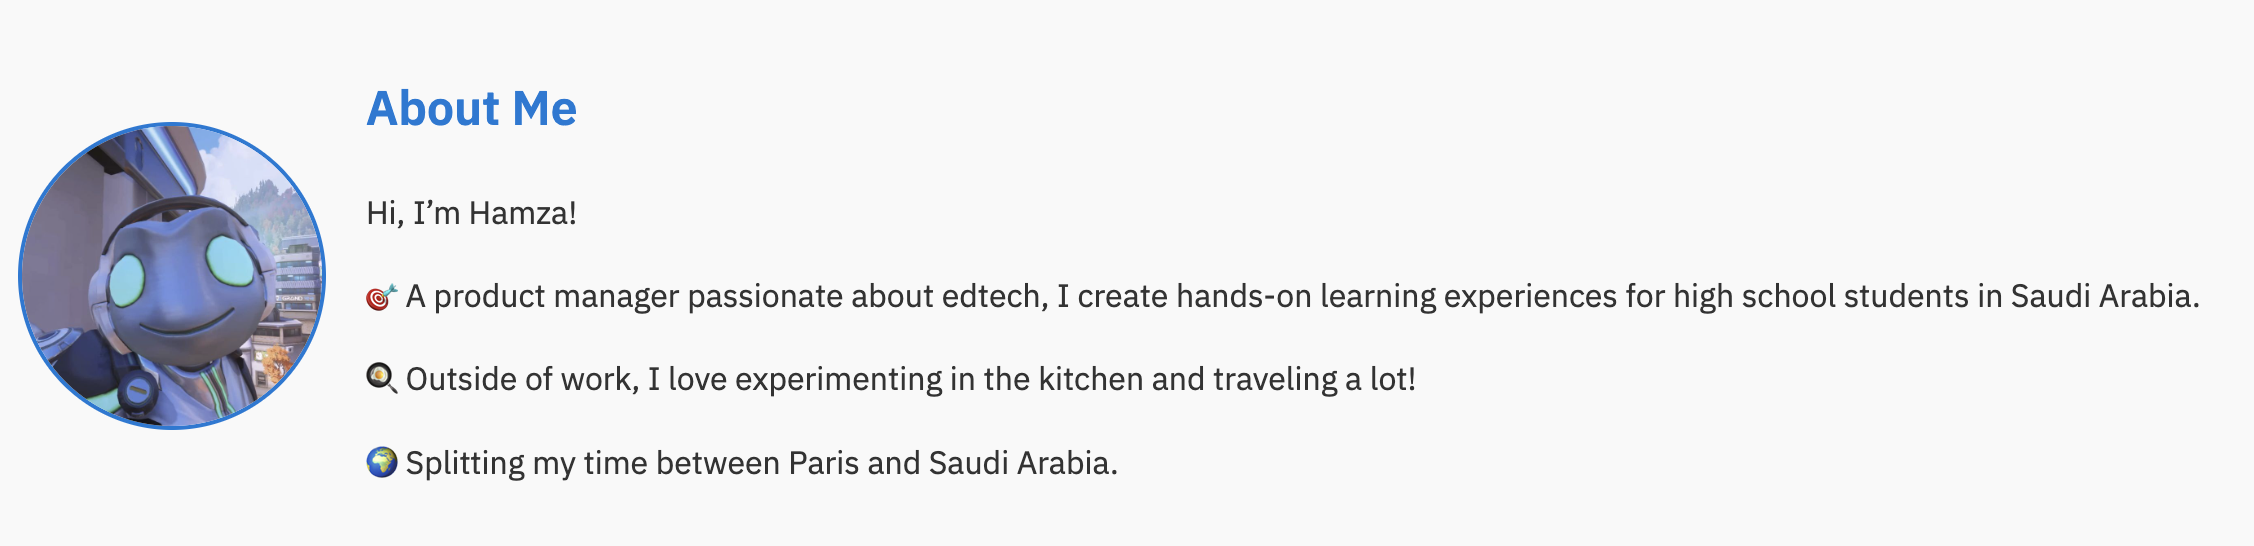 About Me
Hi, I’m Hamza!
🎯 A product manager passionate about edtech, I create hands-on learning experiences for high school students in Saudi Arabia.
🍳 Outside of work, I love experimenting in the kitchen and traveling a lot!
🌍 Splitting my time between Paris and Saudi Arabia.